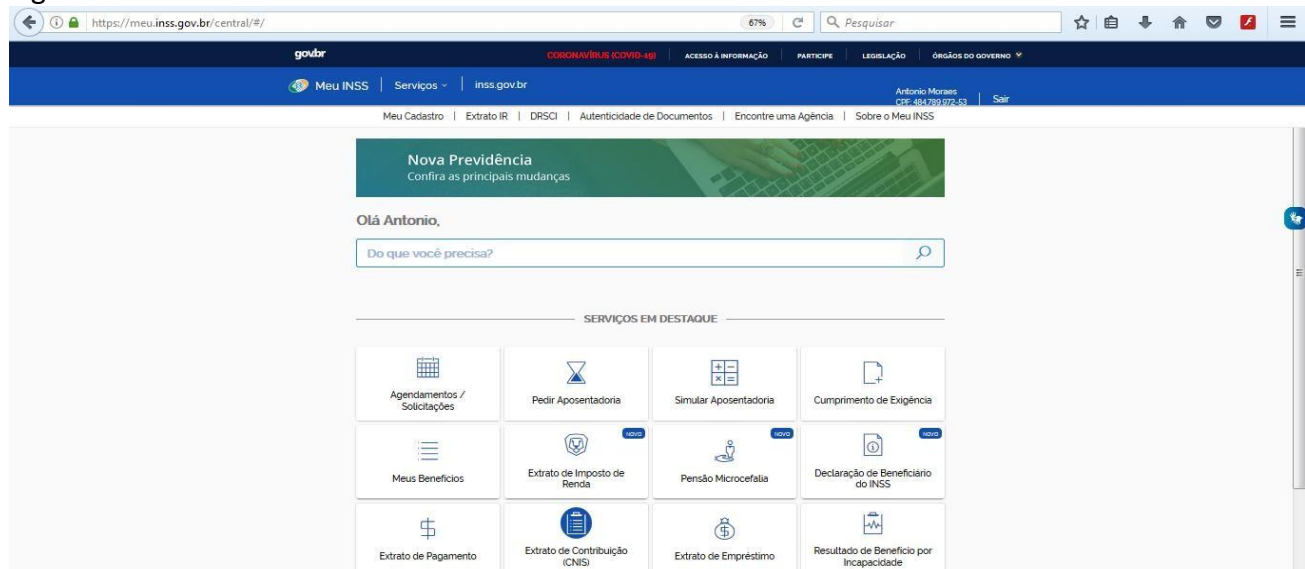 https://meu.inss.gov.br/central/#/ 67% Pesquisar
gov.br CORONAVÍRUS (COVID-19) ACESSO À INFORMAÇÃO PARTICIPE LEGISLAÇÃO ÓRGÃOS DO GOVERNO
Meu INSS Serviços inss.gov.br
Antonio Moraes
CPF: 484.789.972-53 Sair
Meu Cadastro | Extrato IR | DRSCI | Autenticidade de Documentos | Encontre uma Agência | Sobre o Meu INSS
Nova Previdência
Confira as principais mudanças
Olá Antonio,
Do que você precisa?
SERVIÇOS EM DESTAQUE
Agendamentos /
Solicitações
Pedir Aposentadoria
Simular Aposentadoria
Cumprimento de Exigência
Meus Benefícios
Novo
Extrato de Imposto de
Renda
Novo
Pensão Microcefalia
Novo
Declaração de Beneficiário
do INSS
Extrato de Pagamento
Extrato de Contribuição
(CNIS)
Extrato de Empréstimo
Resultado de Benefício por
Incapacidade